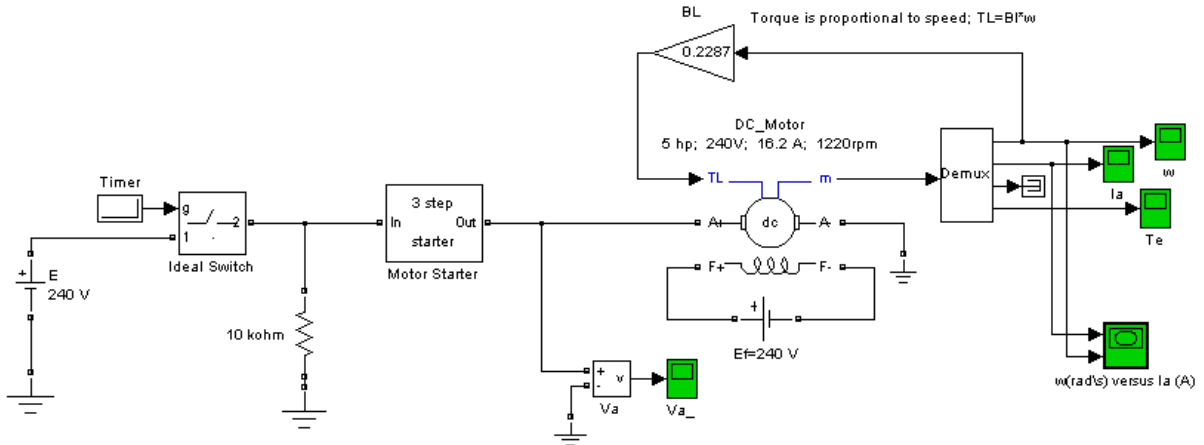 BL
Torque is proportional to speed; TL=Bl*w
0.2287
DC_Motor
5 hp; 240V; 16.2 A; 1220rpm
TL
m
Demux
w
Ia
Te
Timer
g
1
2
Ideal Switch
In
3 step
starter
Out
Motor Starter
A+
dc
A-
F+
F-
+
E
240 V
10 kohm
+
Ef=240 V
+
-
v
Va
Va_
w(rad\s) versus Ia (A)